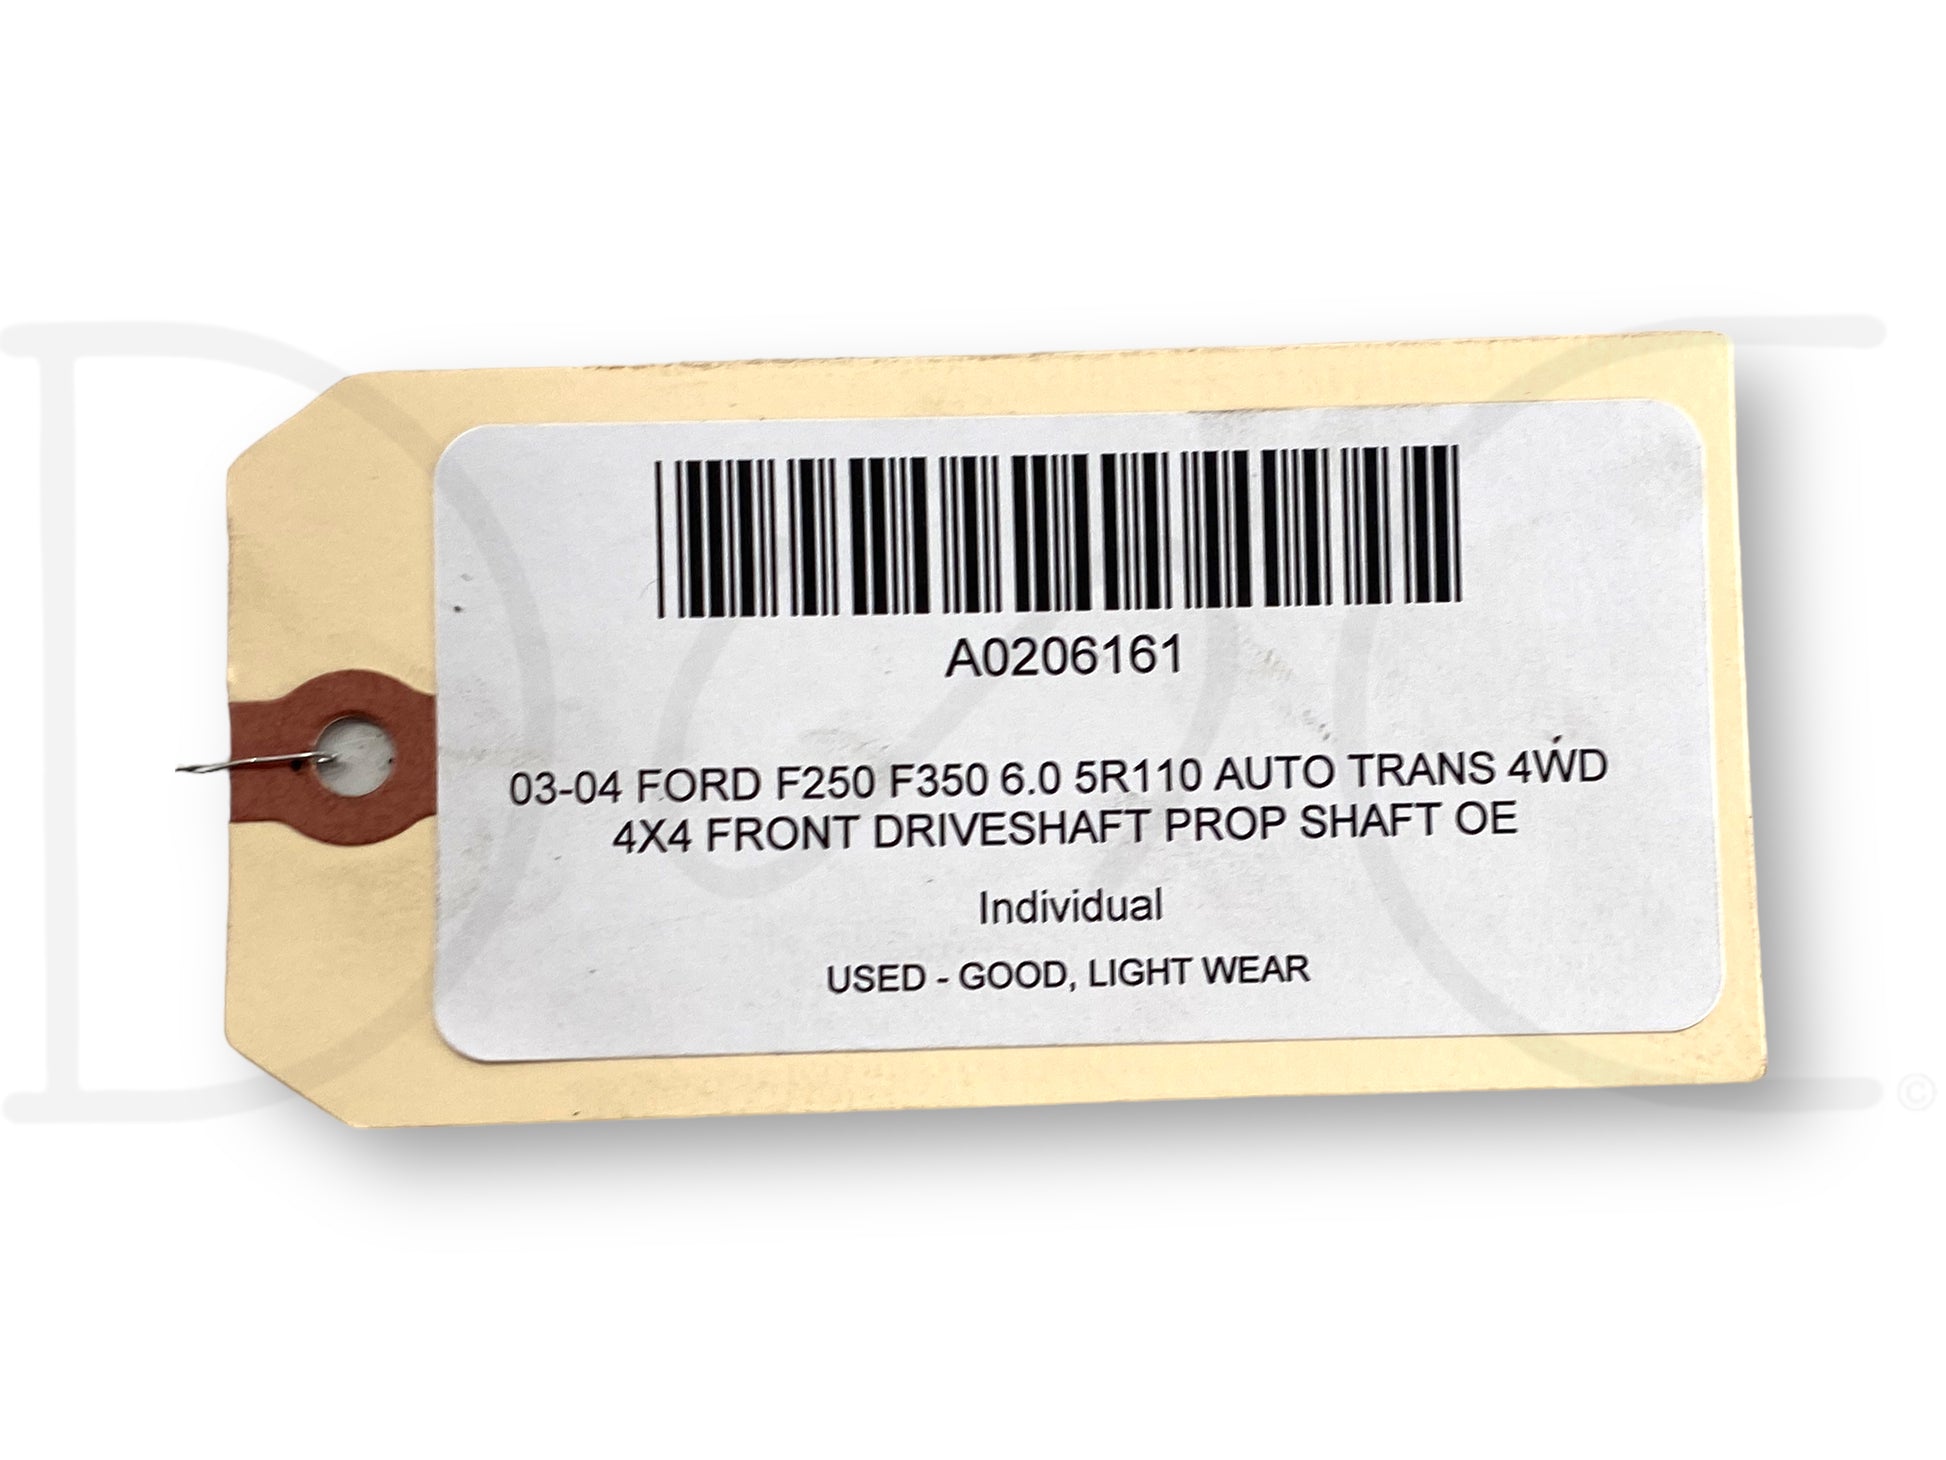 A0206161
03-04 FORD F250 F350 6.0 5R110 AUTO TRANS 4WD
4X4 FRONT DRIVESHAFT PROP SHAFT OE
Individual
USED - GOOD, LIGHT WEAR
©